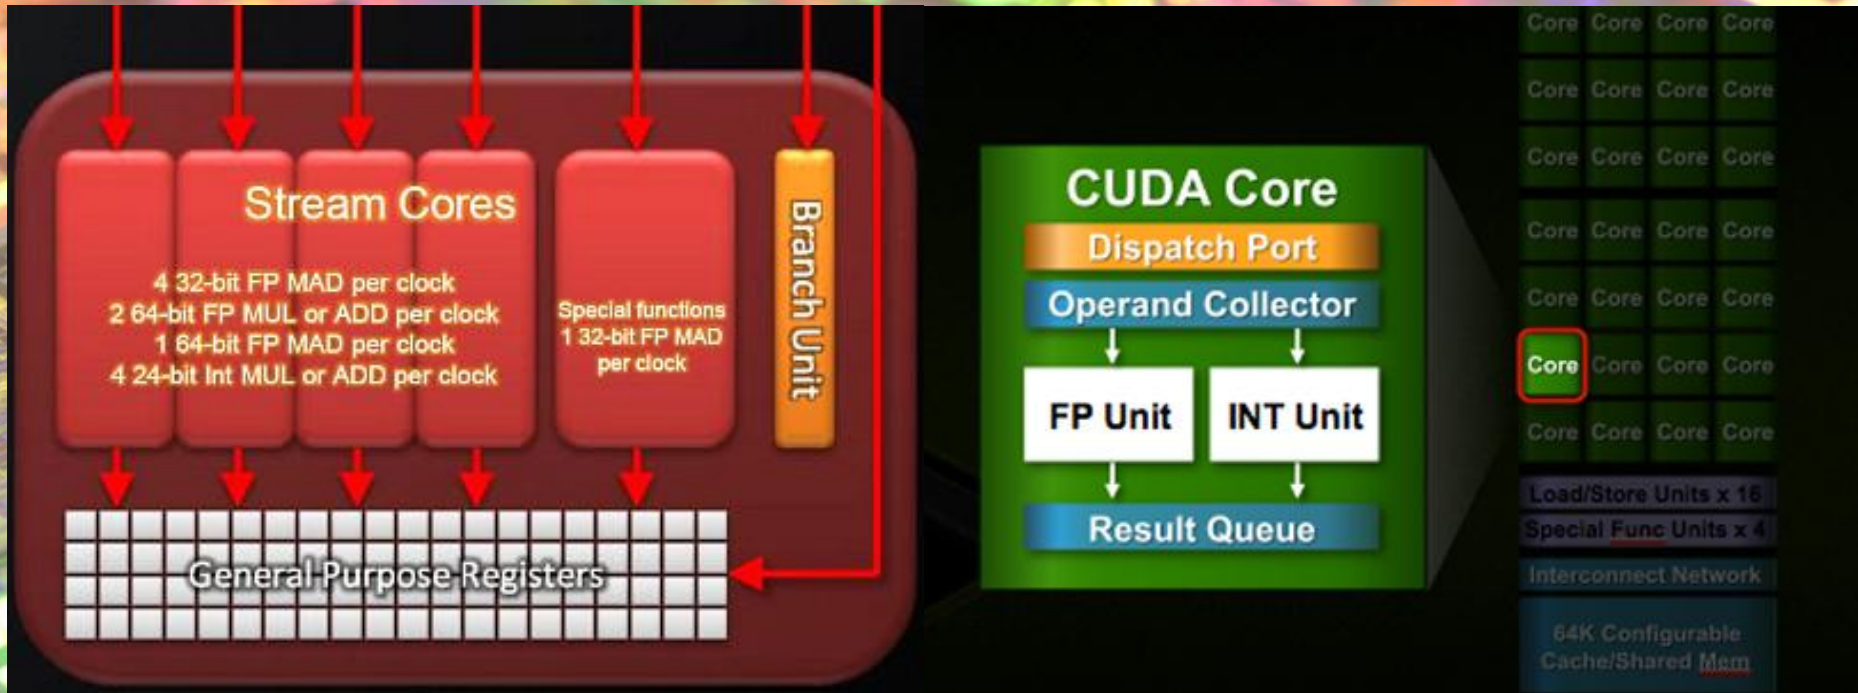 Stream Cores
4 32-bit FP MAD per clock
2 64-bit FP MUL or ADD per clock
1 64-bit FP MAD per clock
4 24-bit Int MUL or ADD per clock
Special functions
1 32-bit FP MAD
per clock
Branch Unit
General Purpose Registers
CUDA Core
Dispatch Port
Operand Collector
FP Unit
INT Unit
Result Queue
Core Core Core Core
Core Core Core Core
Core Core Core Core
Core Core Core Core
Core Core Core Core
Core Core Core Core
Core Core Core Core
Load/Store Units x 16
Special Func Units x 4
Interconnect Network
64K Configurable
Cache/Shared Mem